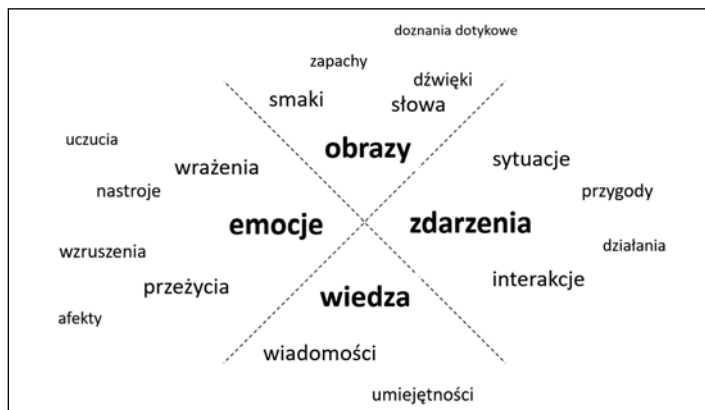 doznania dotykowe
zapachy
dźwięki
smaki
słowa
uczucia
obrazy
wrażenia
sytuacje
nastroje
przygody
emocje
zdarzenia
wzruszenia
działania
przeżycia
interakcje
wiedza
afekty
wiadomości
umiejętności